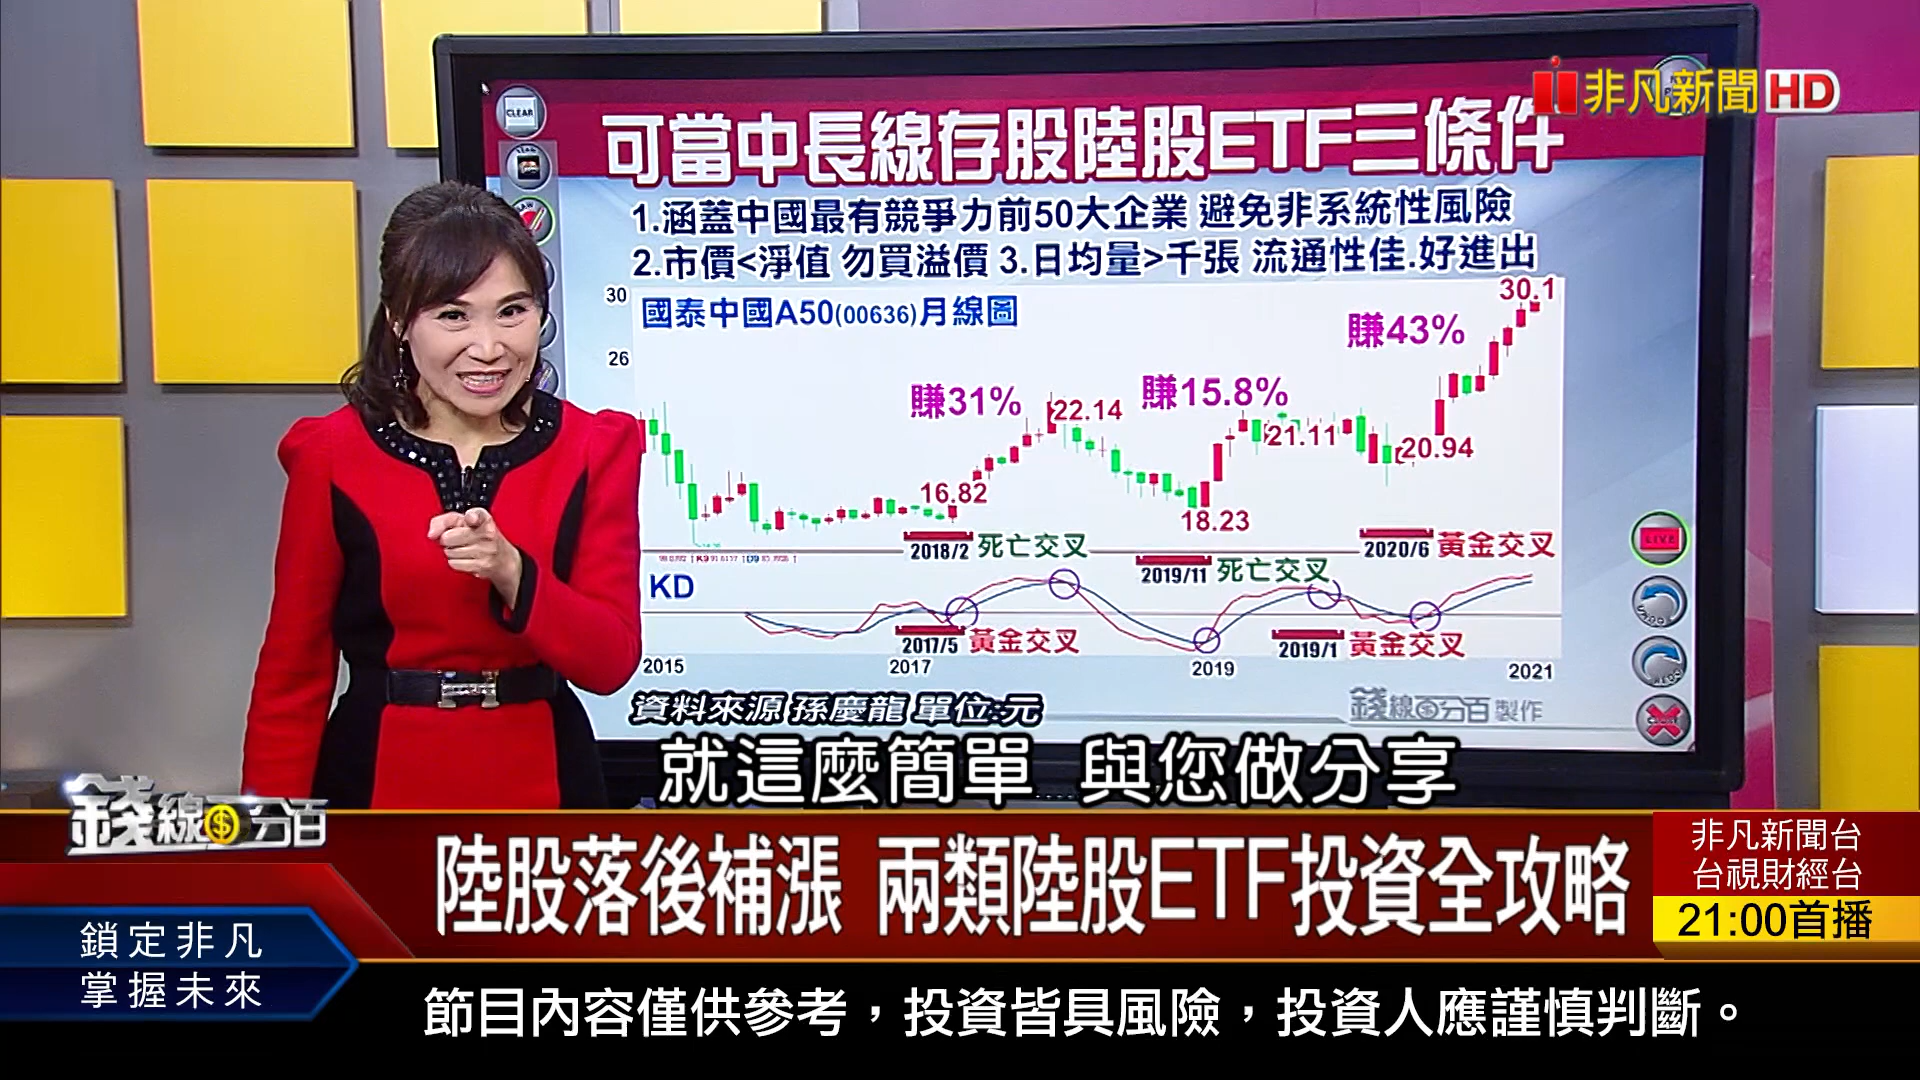 非凡新聞HD
CLEAR
可當中長線存股陸股ETF三條件
1.涵蓋中國最有競爭力前50大企業 避免非系統性風險
2.市價<淨值 勿買溢價 3.日均量>千張 流通性佳.好進出
30
國泰中國A50(00636)月線圖
30.1
賺43%
26
賺31%
22.14
賺15.8%
21.11
20.94
16.82
18.23
2018/2 死亡交叉
2020/6 黃金交叉
2019/11 死亡交叉
LIVE
KD
2017/5 黃金交叉
2019/1 黃金交叉
2015
2017
2019
2021
資料來源 孫慶龍 單位:元
錢線百分百 製作
就這麼簡單 與您做分享
錢線百分百
陸股落後補漲 兩類陸股ETF投資全攻略
非凡新聞台
台視財經台
21:00首播
鎖定非凡
掌握未來
節目內容僅供參考，投資皆具風險，投資人應謹慎判斷。